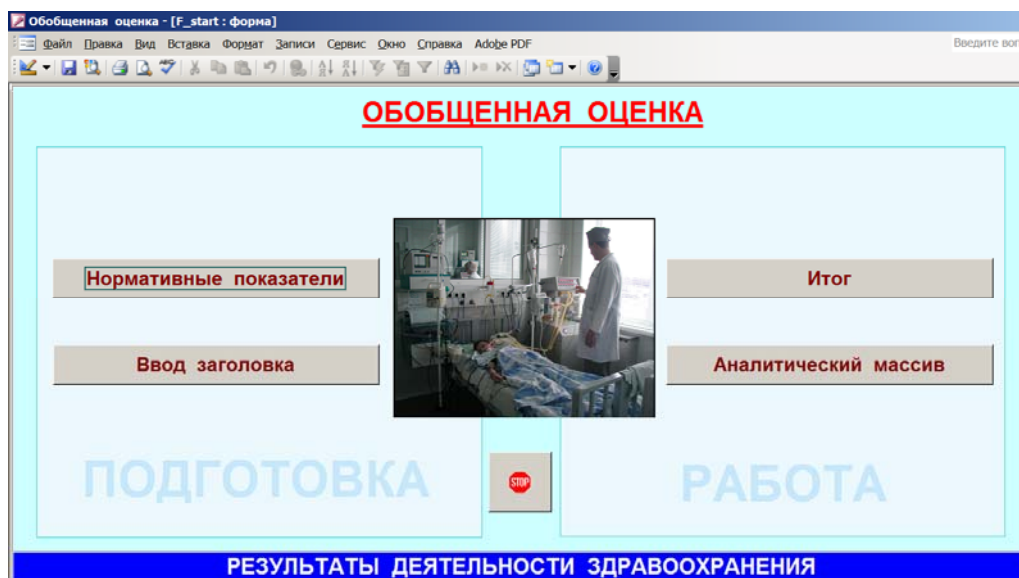 Обобщенная оценка - [F_start : форма]
Файл Правка Вид Вставка Формат Записи Сервис Окно Справка Adobe PDF
Введите
ОБОБЩЕННАЯ ОЦЕНКА
Нормативные показатели
Итог
Ввод заголовка
Аналитический массив
ПОДГОТОВКА
STOP
РАБОТА
РЕЗУЛЬТАТЫ ДЕЯТЕЛЬНОСТИ ЗДРАВООХРАНЕНИЯ